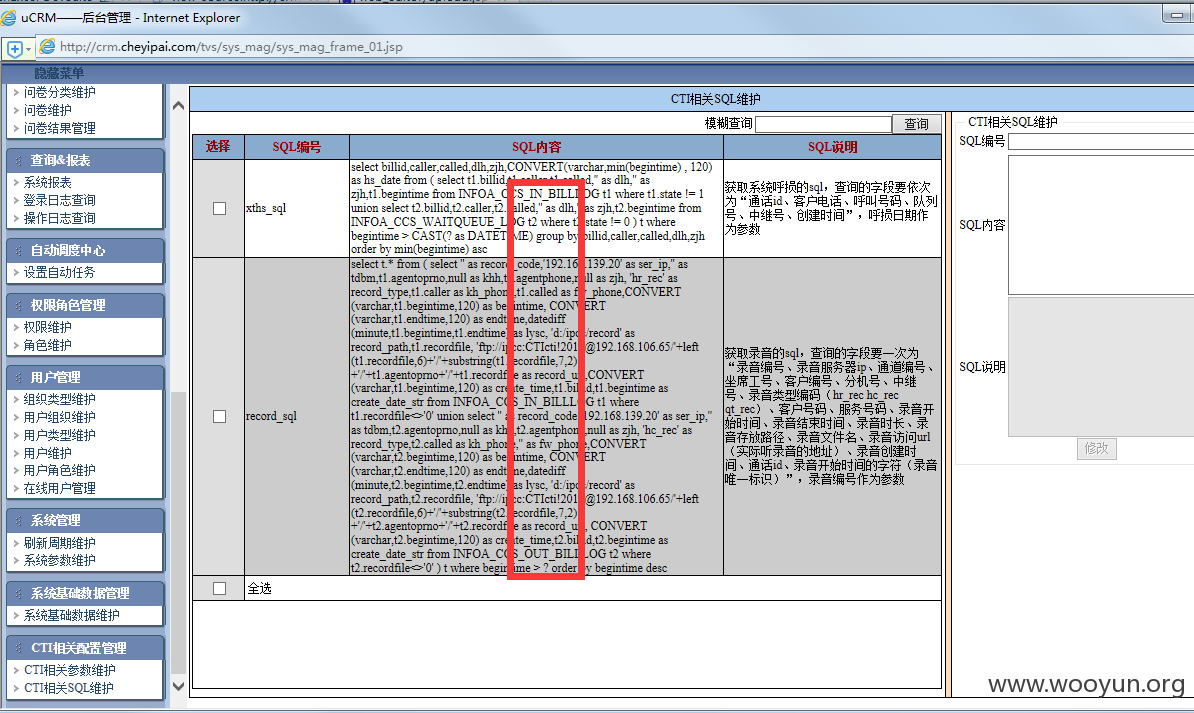 uCRM——后台管理 - Internet Explorer
http://crm.cheyipai.com/tvs/sys_mag/sys_mag_frame_01.jsp
隐藏菜单
问卷分类维护
问卷维护
问卷结果管理
查询&报表
系统报表
登录日志查询
操作日志查询
自动调度中心
设置自动任务
权限角色管理
权限维护
角色维护
用户管理
组织类型维护
用户组织维护
用户类型维护
用户维护
用户角色维护
在线用户管理
系统管理
刷新周期维护
系统参数维护
系统基础数据管理
系统基础数据维护
CTI相关配置管理
CTI相关参数维护
CTI相关SQL维护
CTI相关SQL维护
模糊查询 查询
选择 SQL编号 SQL内容 SQL说明
xths_sql
select billid,caller,called,dlh,zjh,CONVERT(varchar,min(begintime) , 120)
as hs_date from ( select t1.billid,t1.caller,t1.called,'' as dlh,'' as
zjh,t1.begintime from INFOA_CCS_IN_BILLLOG t1 where t1.state != 1
union select t2.billid,t2.caller,t2.called,'' as dlh,'' as zjh,t2.begintime from
INFOA_CCS_WAITQUEUE_LOG t2 where t2.state != 0 ) t where
begintime > CAST(? as DATETIME) group by billid,caller,called,dlh,zjh
order by min(begintime) asc
获取系统呼损的sql，查询的字段要依次
为“通话id、客户电话、呼叫号码、队列
号、中继号、创建时间”，呼损日期作
为参数
record_sql
select t.* from ( select '' as record_code,'192.168.139.20' as ser_ip,'' as
tdbm,t1.agentoprno,null as khh,t1.agentphone,null as zjh, 'hr_rec' as
record_type,t1.caller as kh_phone,t1.called as fw_phone,CONVERT
(varchar,t1.begintime,120) as begintime, CONVERT
(varchar,t1.endtime,120) as endtime,datediff
(minute,t1.begintime,t1.endtime) as lysc, 'd:/ipcc/record' as
record_path,t1.recordfile, 'ftp://ipcc:CTIcti!201 @192.168.106.65/'+left
(t1.recordfile,6)+'/'+substring(t1.recordfile,7,2)
+'/'+t1.agentoprno+'/'+t1.recordfile as record_url,CONVERT
(varchar,t1.begintime,120) as create_time,t1.billid,t1.begintime as
create_date_str from INFOA_CCS_IN_BILLLOG t1 where
t1.recordfile<>'0' union select '' as record_code,'192.168.139.20' as ser_ip,''
as tdbm,t2.agentoprno,null as khh,t2.agentphone,null as zjh, 'hc_rec' as
record_type,t2.called as kh_phone,'' as fw_phone,CONVERT
(varchar,t2.begintime,120) as begintime, CONVERT
(varchar,t2.endtime,120) as endtime,datediff
(minute,t2.begintime,t2.endtime) as lysc, 'd:/ipcc/record' as
record_path,t2.recordfile, 'ftp://ipcc:CTIcti!201 @192.168.106.65/'+left
(t2.recordfile,6)+'/'+substring(t2.recordfile,7,2)
+'/'+t2.agentoprno+'/'+t2.recordfile as record_url, CONVERT
(varchar,t2.begintime,120) as create_time,t2.billid,t2.begintime as
create_date_str from INFOA_CCS_OUT_BILLLOG t2 where
t2.recordfile<>'0' ) t where begintime > ? order by begintime desc
获取录音的sql，查询的字段要一次为
“录音编号、录音服务器ip、通道编号、
坐席工号、客户编号、分机号、中继
号、录音类型编码（hr_rec hc_rec
qt_rec）、客户号码、服务号码、录音开
始时间、录音结束时间、录音时长、录
音存放路径、录音文件名、录音访问url
（实际听录音的地址）、录音创建时
间、通话id、录音开始时间的字符（录音
唯一标识）”，录音编号作为参数
全选
CTI相关SQL维护
SQL编号
SQL内容
SQL说明
修改
www.wooyun.org